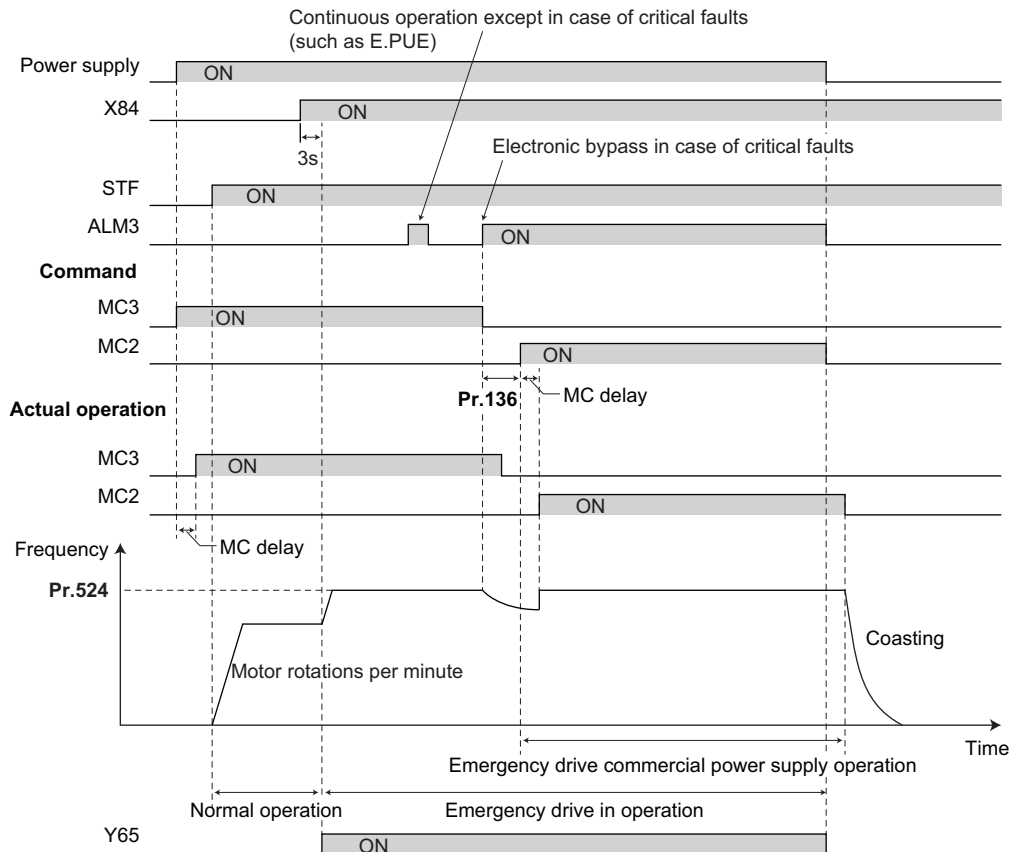 Continuous operation except in case of critical faults
(such as E.PUE)
Power supply
ON
X84
ON
3s
Electronic bypass in case of critical faults
STF
ON
ALM3
ON
Command
MC3
ON
MC2
ON
Pr.136
MC delay
Actual operation
MC3
ON
MC2
ON
MC delay
Frequency
Pr.524
Coasting
Motor rotations per minute
Time
Emergency drive commercial power supply operation
Normal operation
Emergency drive in operation
Y65
ON